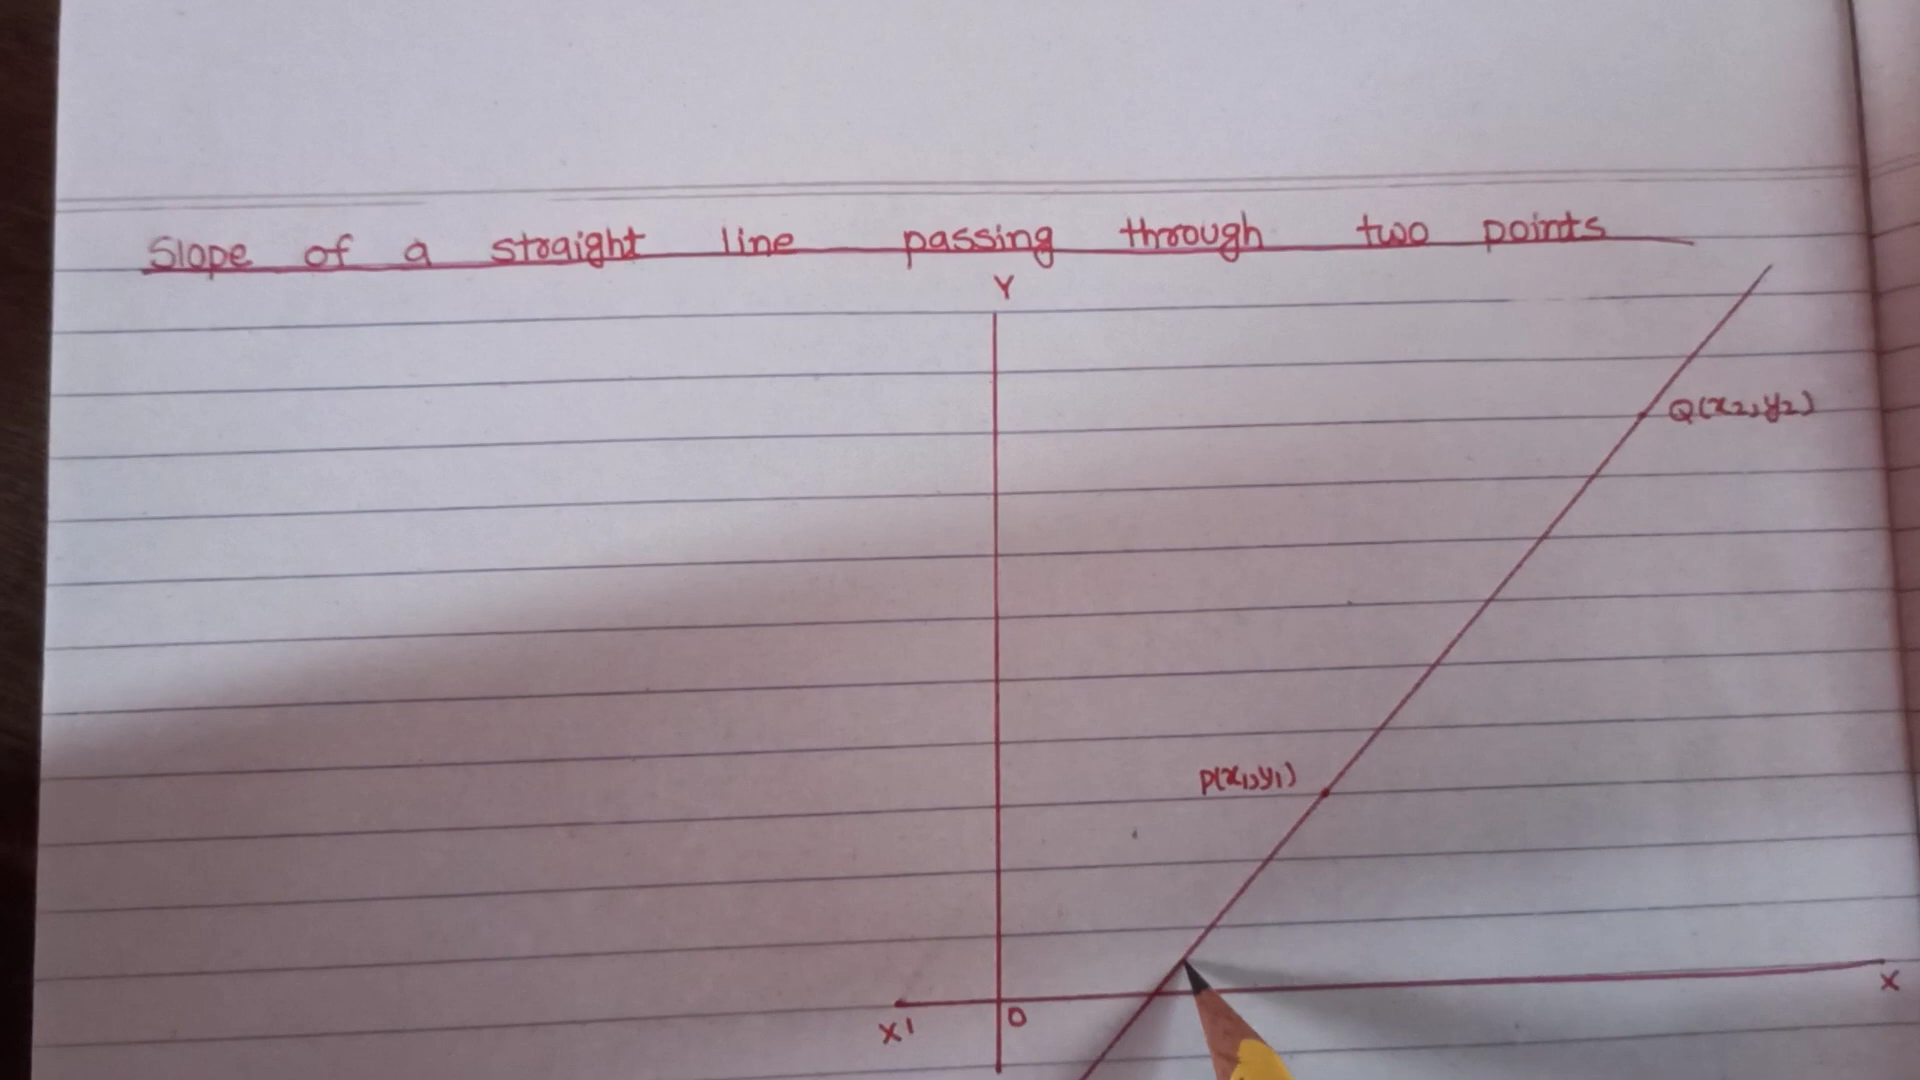 Slope of a straight line passing through two points
Y
Q(x2,y2)
P(x1,y1)
X' O X